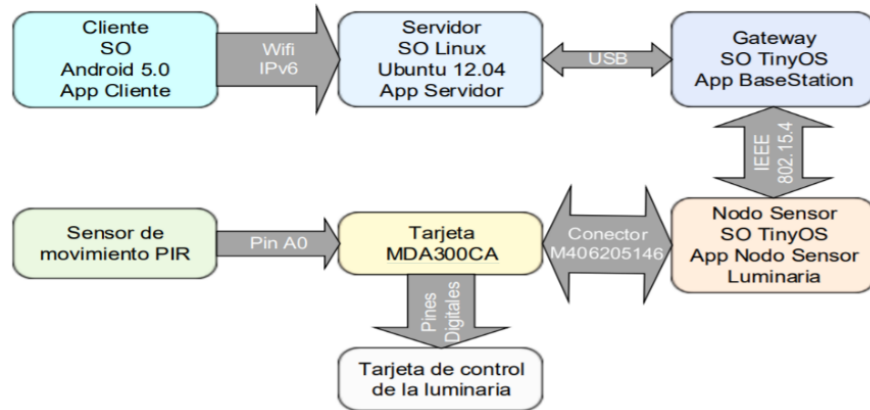 Cliente
SO
Android 5.0
App Cliente
Wifi
IPv6
Servidor
SO Linux
Ubuntu 12.04
App Servidor
USB
Gateway
SO TinyOS
App BaseStation
IEEE
802.15.4
Sensor de
movimiento PIR
Pin A0
Tarjeta
MDA300CA
Conector
M406205146
Nodo Sensor
SO TinyOS
App Nodo Sensor
Luminaria
Pines
Digitales
Tarjeta de control
de la luminaria